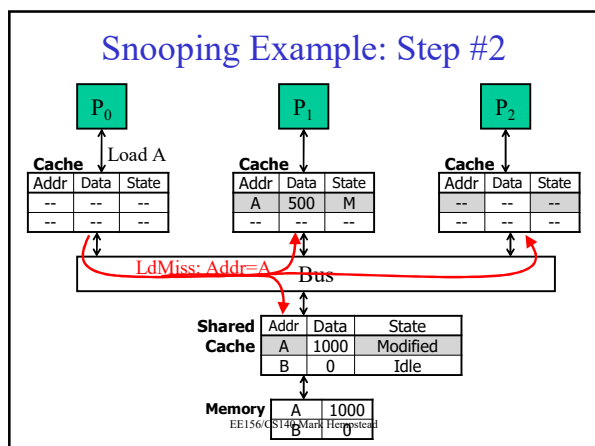 Snooping Example: Step #2
P0 P1 P2
Load A
Cache Cache Cache
Addr Data State Addr Data State Addr Data State
-- -- -- A 500 M -- -- --
-- -- -- -- -- -- -- -- --
LdMiss: Addr=A
Bus
Shared Addr Data State
Cache A 1000 Modified
B 0 Idle
Memory A 1000
EE156/CS140 Mark Hempstead
B 0